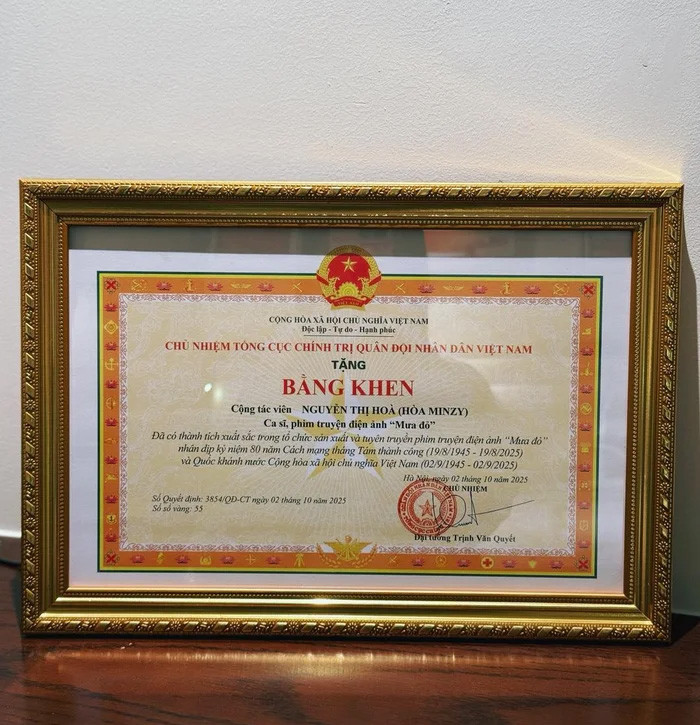 CỘNG HÒA XÃ HỘI CHỦ NGHĨA VIỆT NAM
Độc lập - Tự do - Hạnh phúc
CHỦ NHIỆM TỔNG CỤC CHÍNH TRỊ QUÂN ĐỘI NHÂN DÂN VIỆT NAM
TẶNG
BẰNG KHEN
Cộng tác viên NGUYỄN THỊ HOÀ (HÒA MINZY)
Ca sĩ, phim truyện điện ảnh “Mưa đỏ”
Đã có thành tích xuất sắc trong tổ chức sản xuất và tuyên truyền phim truyện điện ảnh “Mưa đỏ”
nhân dịp kỷ niệm 80 năm Cách mạng tháng Tám thành công (19/8/1945 - 19/8/2025)
và Quốc khánh nước Cộng hòa xã hội chủ nghĩa Việt Nam (02/9/1945 - 02/9/2025)
Hà Nội, ngày 02 tháng 10 năm 2025
CHỦ NHIỆM
Số Quyết định: 3854/QĐ-CT ngày 02 tháng 10 năm 2025
Số sổ vàng: 55
Đại tướng Trịnh Văn Quyết